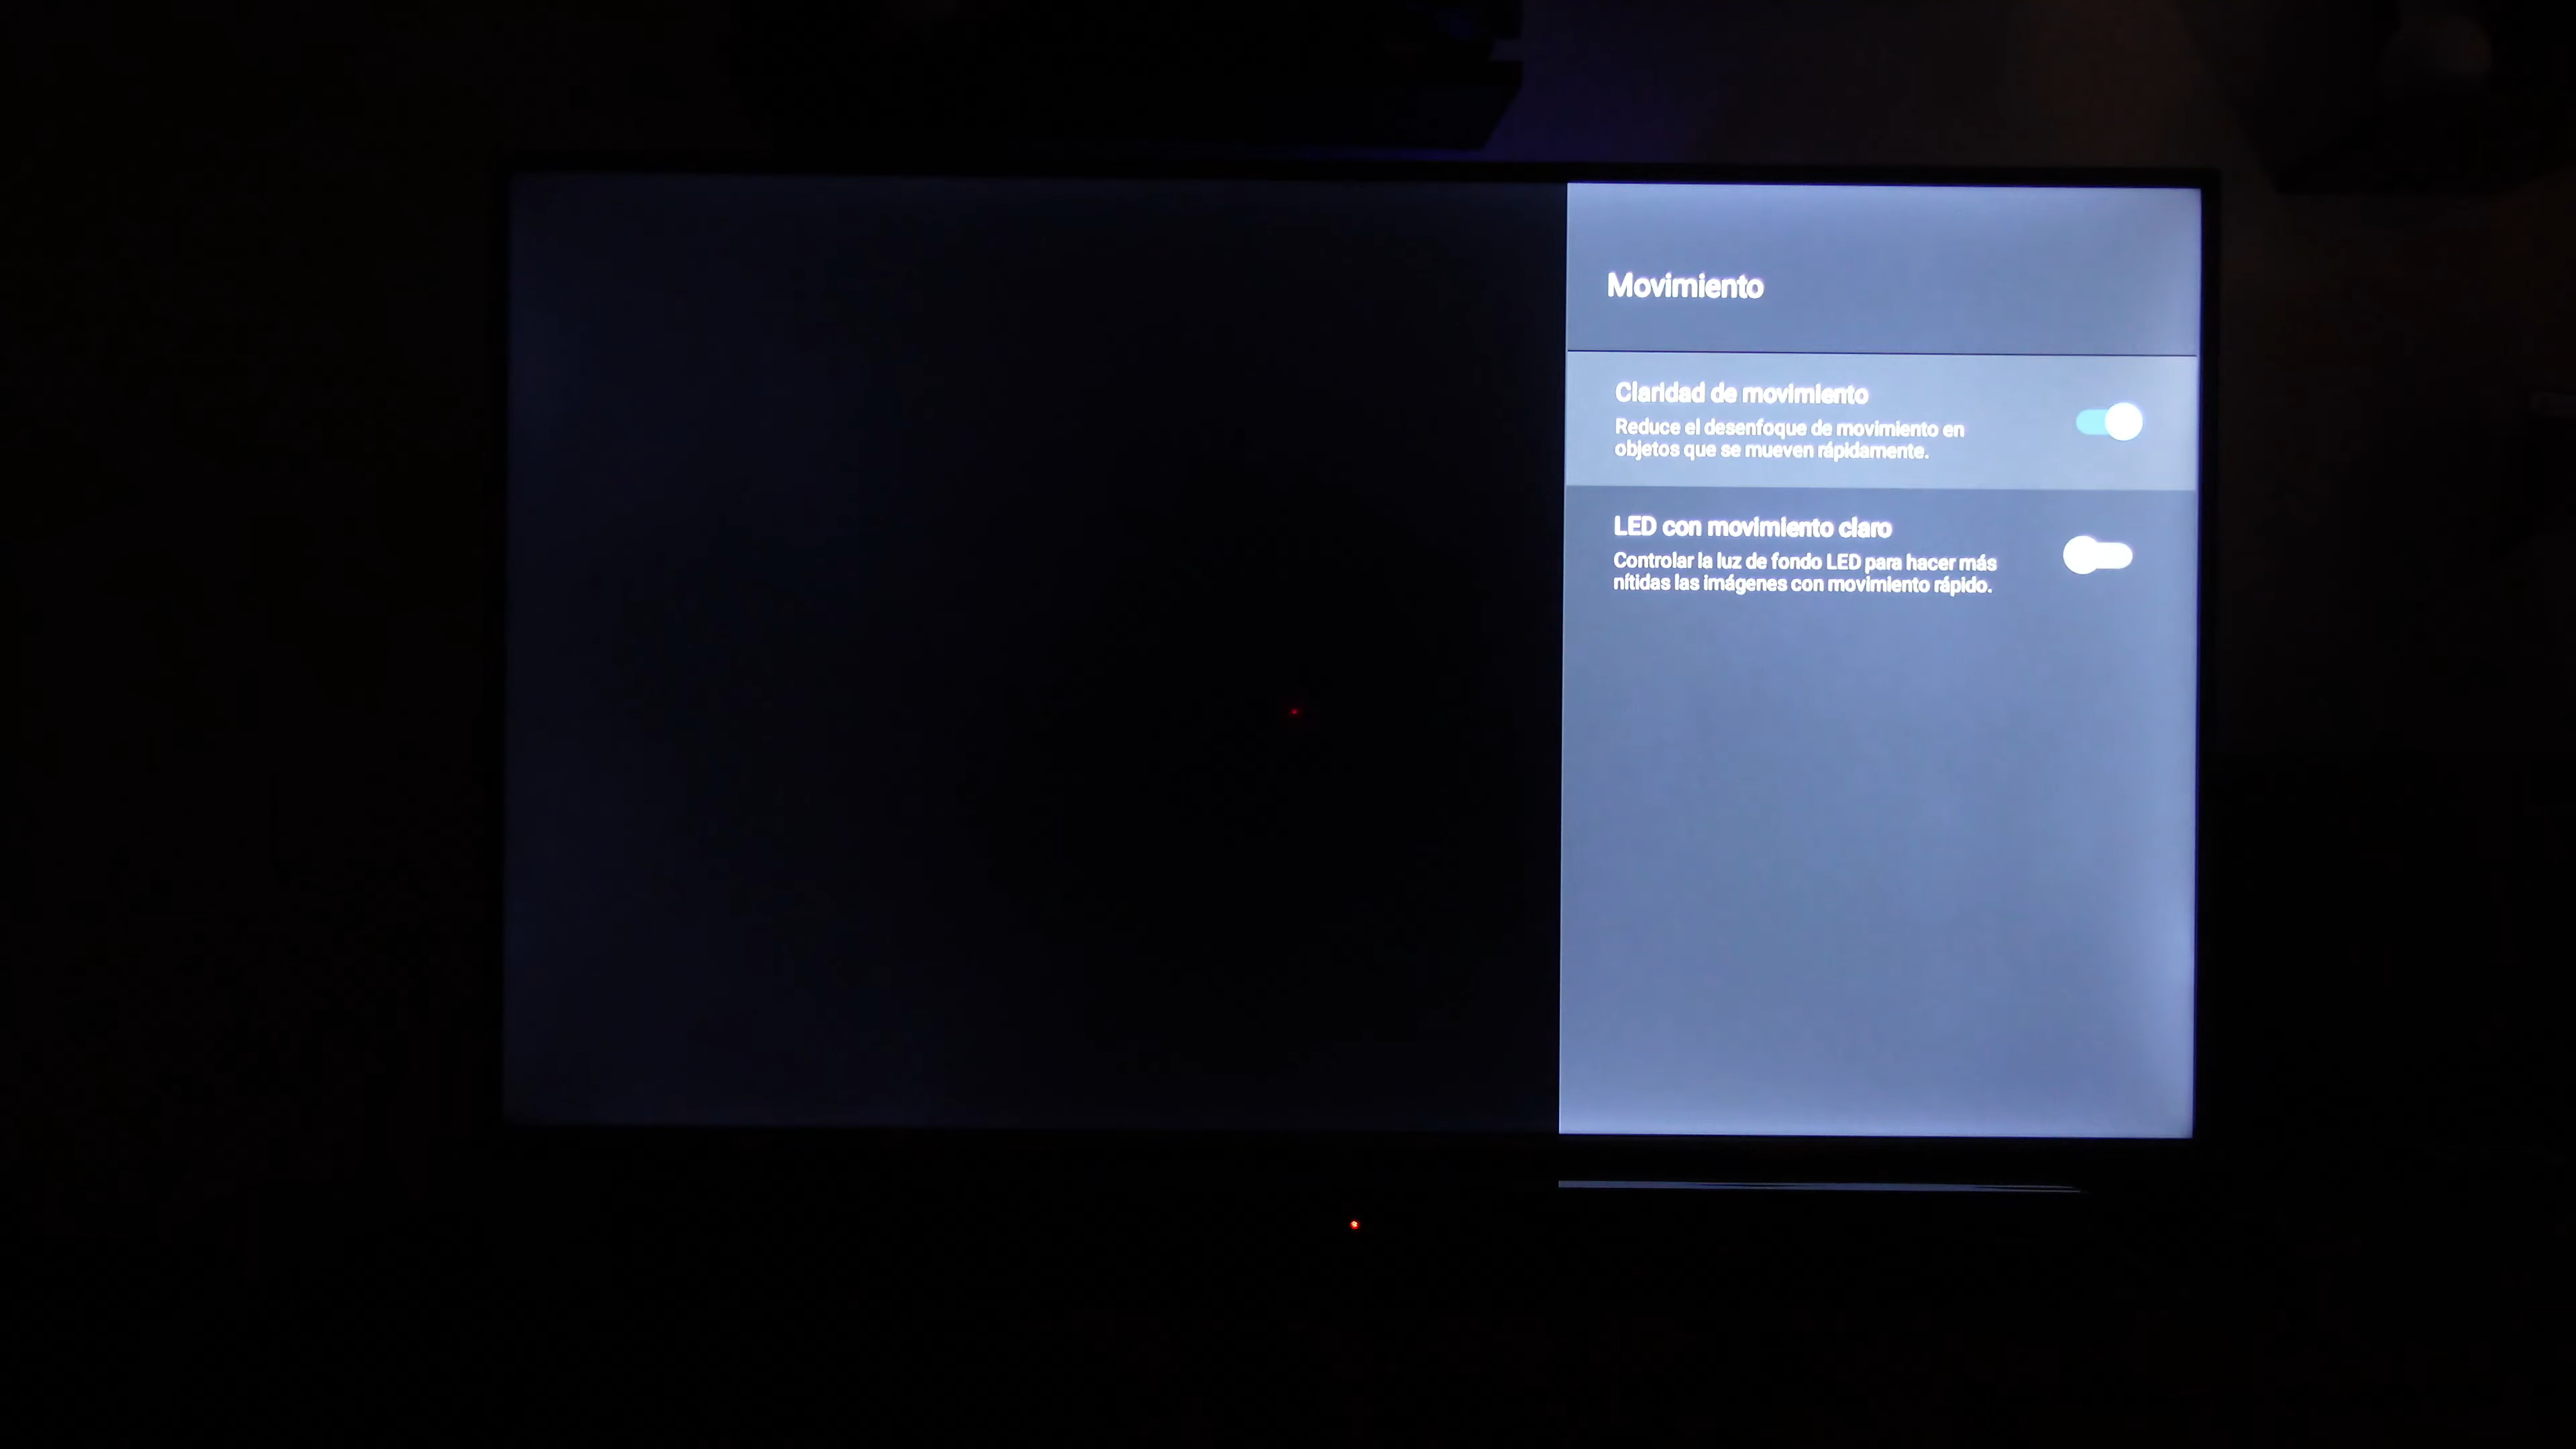 Movimiento
Claridad de movimiento
Reduce el desenfoque de movimiento en
objetos que se mueven rápidamente.
LED con movimiento claro
Controlar la luz de fondo LED para hacer más
nítidas las imágenes con movimiento rápido.